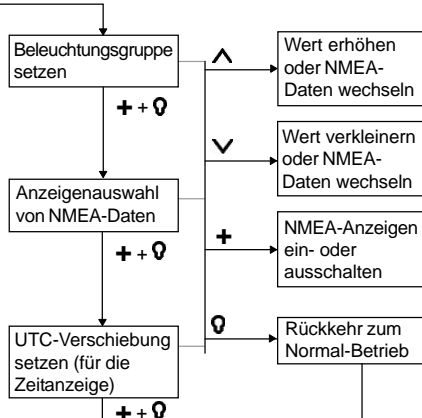 Beleuchtungsgruppe
setzen
+ +
Anzeigenauswahl
von NMEA-Daten
+ +
UTC-Verschiebung
setzen (für die
Zeitanzeige)
+ +
Wert erhöhen
oder NMEA-
Daten wechseln
Wert verkleinern
oder NMEA-
Daten wechseln
+
NMEA-Anzeigen
ein- oder
ausschalten
Rückkehr zum
Normal-Betrieb